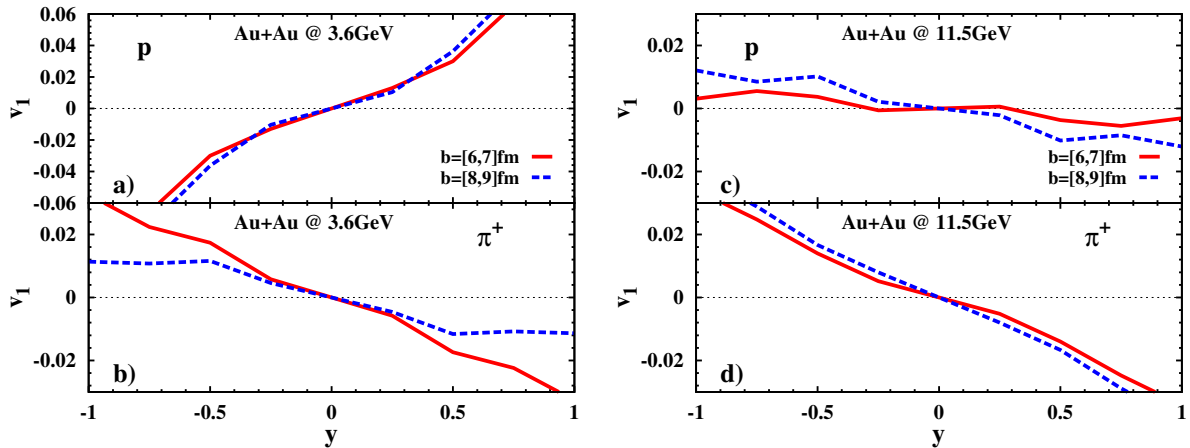 0.06
0.04
0.02
0
-0.02
-0.04
-0.06
v1
p
Au+Au @ 3.6GeV
b=[6,7]fm
b=[8,9]fm
a)
0.02
0
-0.02
v1
Au+Au @ 3.6GeV
π+
b)
-1
-0.5
0
0.5
1
y
0.02
0
-0.02
v1
p
Au+Au @ 11.5GeV
b=[6,7]fm
b=[8,9]fm
c)
0.02
0
-0.02
v1
Au+Au @ 11.5GeV
π+
d)
-1
-0.5
0
0.5
1
y